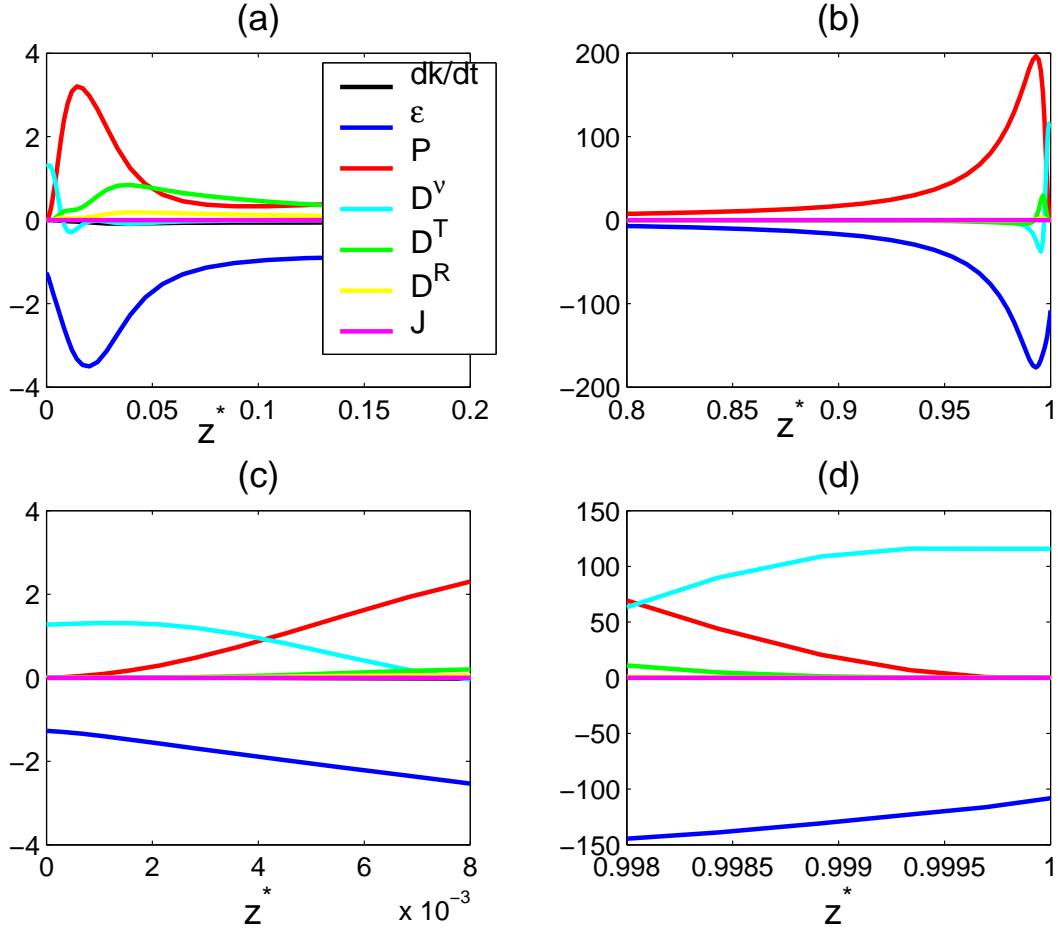 (a)
4
2
0
−2
−4
0
0.05
0.1
0.15
0.2
z*
dk/dt
ε
P
D^ν
D^T
D^R
J
(b)
200
100
0
−100
−200
0.8
0.85
0.9
0.95
1
z*
(c)
4
2
0
−2
−4
0
2
4
6
8
x 10^−3
z*
(d)
150
100
50
0
−50
−100
−150
0.998
0.9985
0.999
0.9995
1
z*